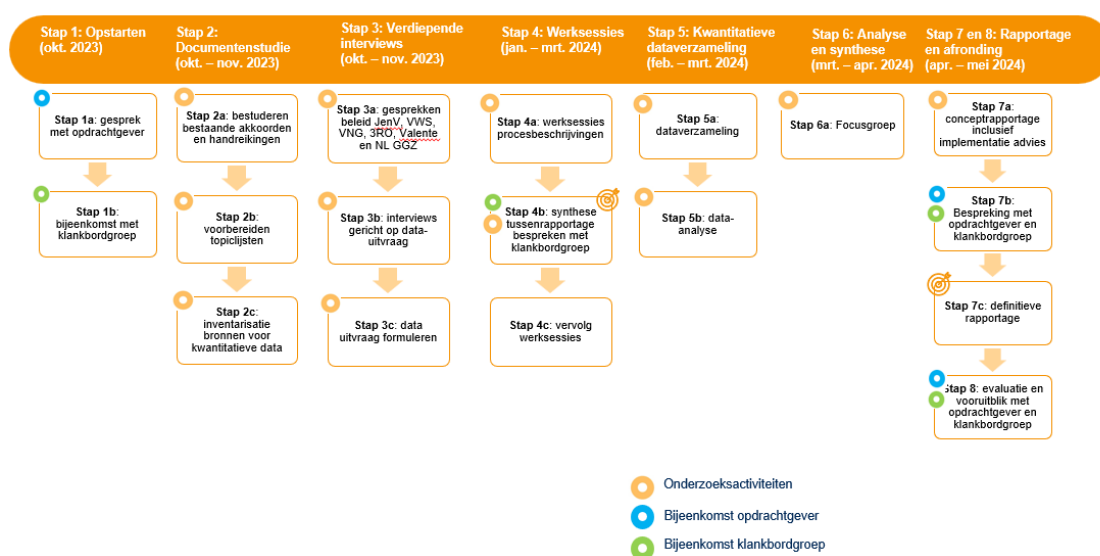 Stap 1: Opstarten
(okt. 2023)
Stap 2:
Documentenstudie
(okt. – nov. 2023)
Stap 3: Verdiepende
interviews
(okt. – nov. 2023)
Stap 4: Werksessies
(jan. – mrt. 2024)
Stap 5: Kwantitatieve
dataverzameling
(feb. – mrt. 2024)
Stap 6: Analyse
en synthese
(mrt. – apr. 2024)
Stap 7 en 8: Rapportage
en afronding
(apr. – mei 2024)
Stap 1a: gesprek
met opdrachtgever
Stap 1b:
bijeenkomst met
klankbordgroep
Stap 2a: bestuderen
bestaande akkoorden
en handreikingen
Stap 2b:
voorbereiden
topiclijsten
Stap 2c:
inventarisatie
bronnen voor
kwantitatieve data
Stap 3a: gesprekken
beleid JenV, VWS,
VNG, 3RO, Valente
en NL GGZ
Stap 3b: interviews
gericht op data-
uitvraag
Stap 3c: data
uitvraag formuleren
Stap 4a: werksessies
procesbeschrijvingen
Stap 4b: synthese
tussenrapportage
bespreken met
klankbordgroep
Stap 4c: vervolg
werksessies
Stap 5a:
dataverzameling
Stap 5b: data-
analyse
Stap 6a: Focusgroep
Stap 7a:
conceptrapportage
inclusief
implementatie advies
Stap 7b:
Bespreking met
opdrachtgever en
klankbordgroep
Stap 7c: definitieve
rapportage
Stap 8: evaluatie en
vooruitblik met
opdrachtgever en
klankbordgroep
Onderzoeksactiviteiten
Bijeenkomst opdrachtgever
Bijeenkomst klankbordgroep